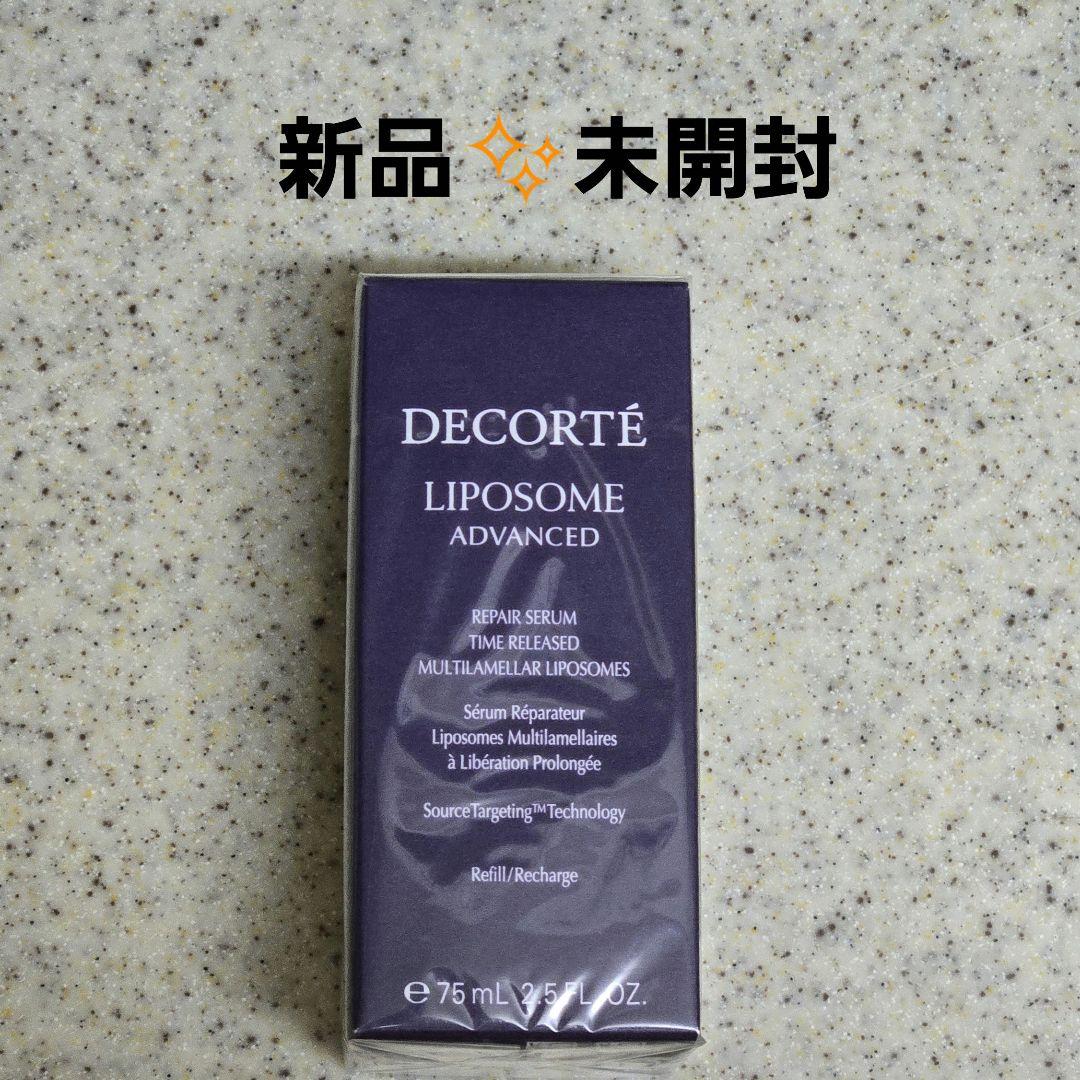 新品✨未開封
DECORTÉ
LIPOSOME
ADVANCED
REPAIR SERUM
TIME RELEASED
MULTILAMELLAR LIPOSOMES
Sérum Réparateur
Liposomes Multilamellaires
à Libération Prolongée
SourceTargeting™Technology
Refill/Recharge
℮ 75 mL 2.5 FL. OZ.